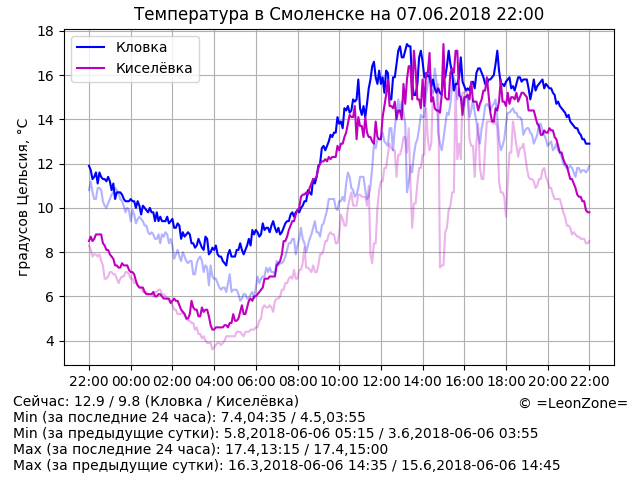 Температура в Смоленске на 07.06.2018 22:00
Кловка
Киселёвка
градусов Цельсия, °C
18
16
14
12
10
8
6
4
22:00 00:00 02:00 04:00 06:00 08:00 10:00 12:00 14:00 16:00 18:00 20:00 22:00
Сейчас: 12.9 / 9.8 (Кловка / Киселёвка)
© =LeonZone=
Min (за последние 24 часа): 7.4,04:35 / 4.5,03:55
Min (за предыдущие сутки): 5.8,2018-06-06 05:15 / 3.6,2018-06-06 03:55
Max (за последние 24 часа): 17.4,13:15 / 17.4,15:00
Max (за предыдущие сутки): 16.3,2018-06-06 14:35 / 15.6,2018-06-06 14:45